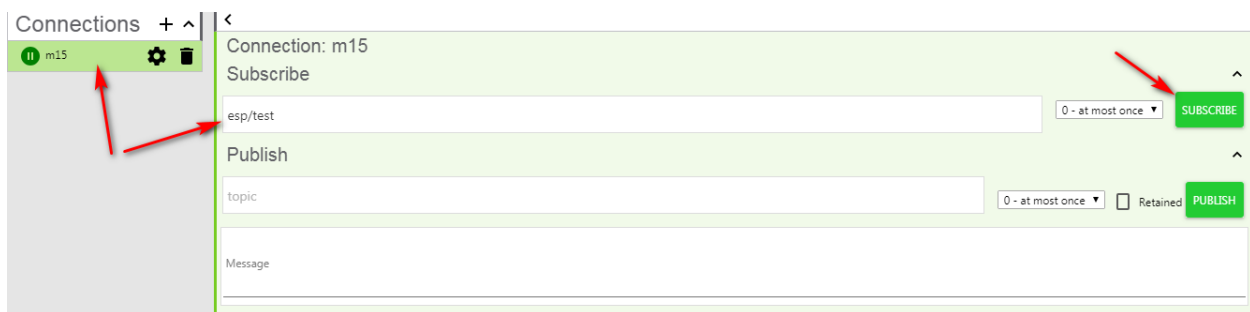 Connections
m15
Connection: m15
Subscribe
esp/test
0 - at most once
SUBSCRIBE
Publish
topic
0 - at most once
Retained
PUBLISH
Message